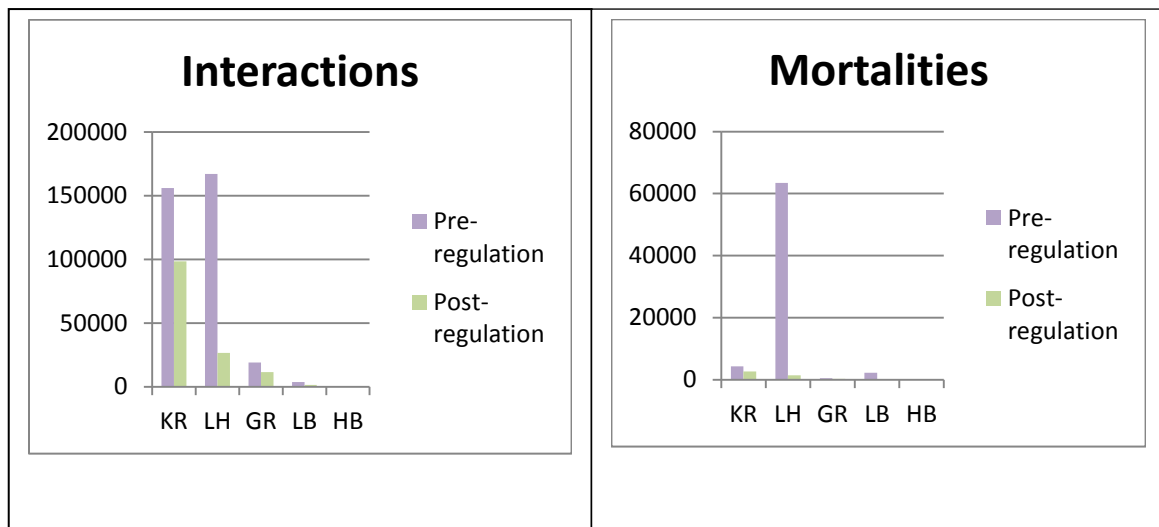 Interactions
200000
150000
100000
50000
0
KR LH GR LB HB
Pre-
regulation
Post-
regulation
Mortalities
80000
60000
40000
20000
0
KR LH GR LB HB
Pre-
regulation
Post-
regulation